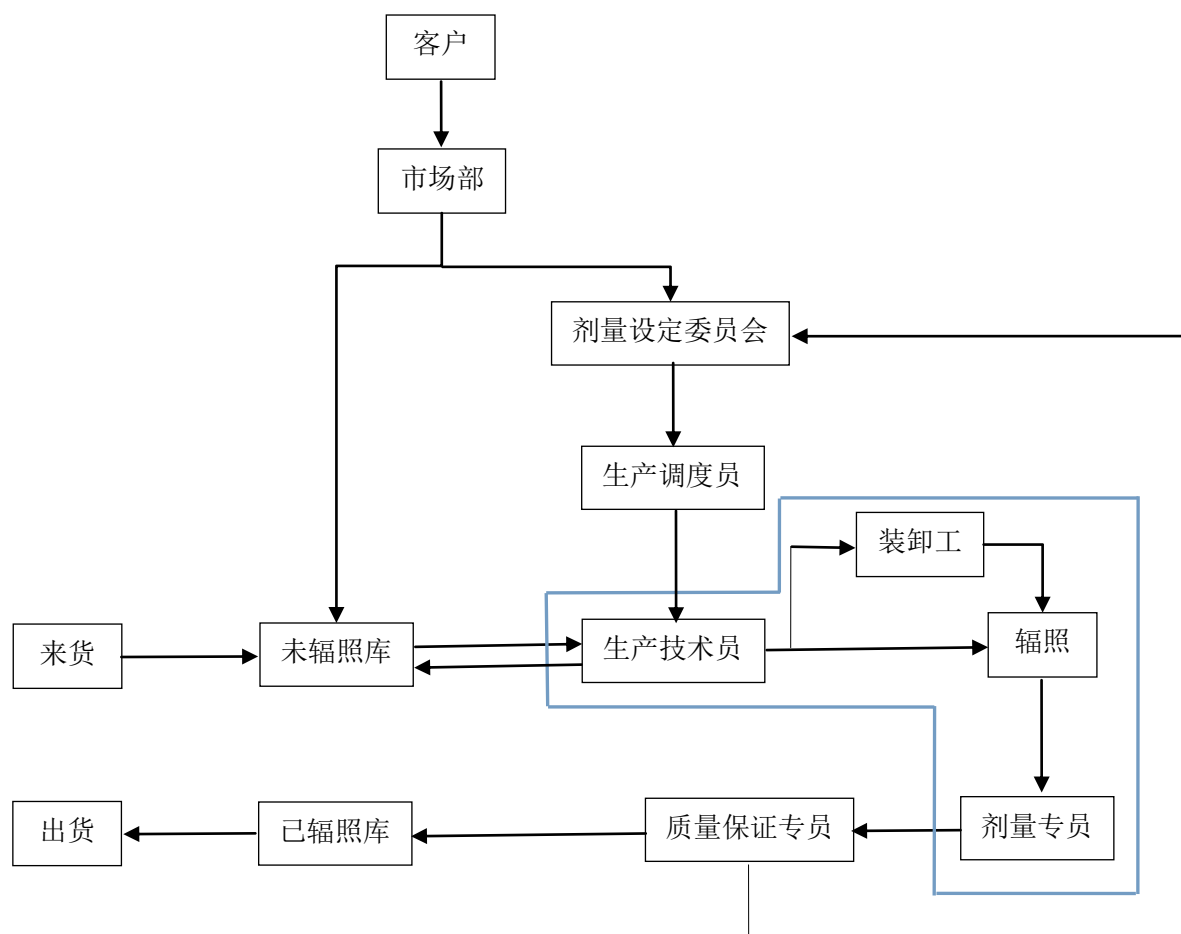 客户
市场部
剂量设定委员会
生产调度员
装卸工
来货
未辐照库
生产技术员
辐照
出货
已辐照库
质量保证专员
剂量专员